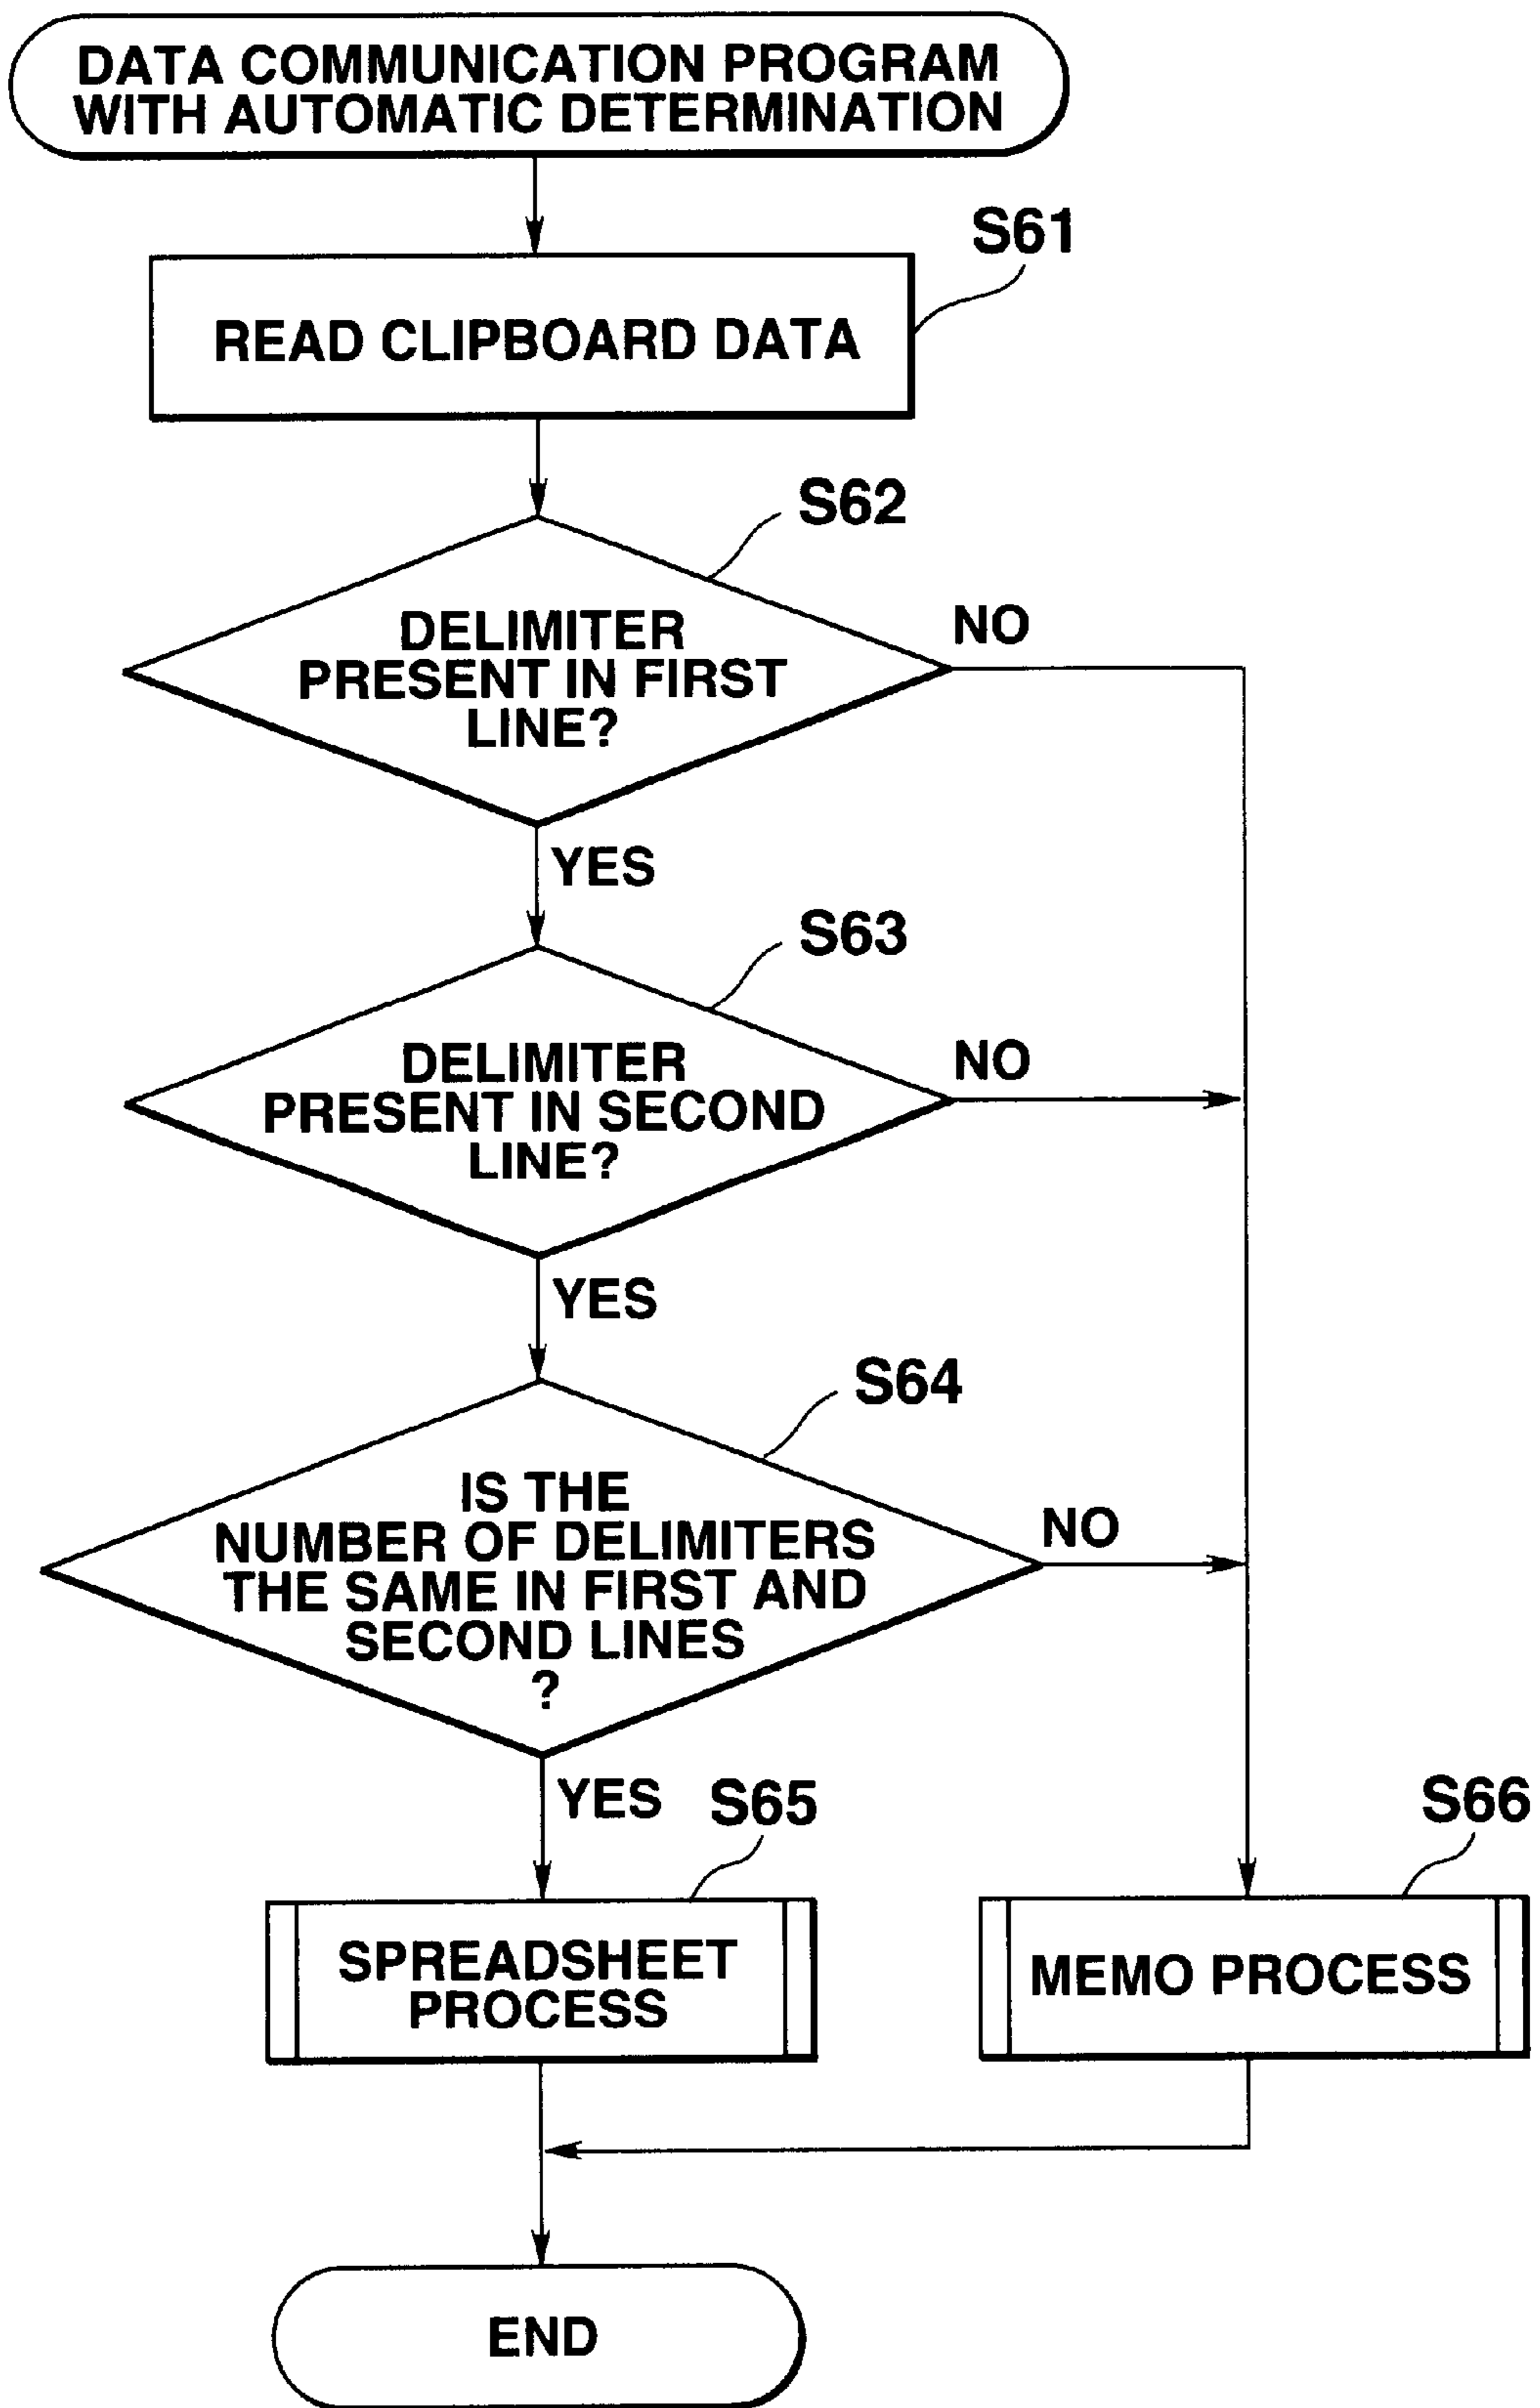 DATA COMMUNICATION PROGRAM
WITH AUTOMATIC DETERMINATION
S61
READ CLIPBOARD DATA
S62
DELIMITER
PRESENT IN FIRST
LINE?
NO
YES
S63
DELIMITER
PRESENT IN SECOND
LINE?
NO
YES
S64
IS THE
NUMBER OF DELIMITERS
THE SAME IN FIRST AND
SECOND LINES
?
NO
YES
S65
S66
SPREADSHEET
PROCESS
MEMO PROCESS
END